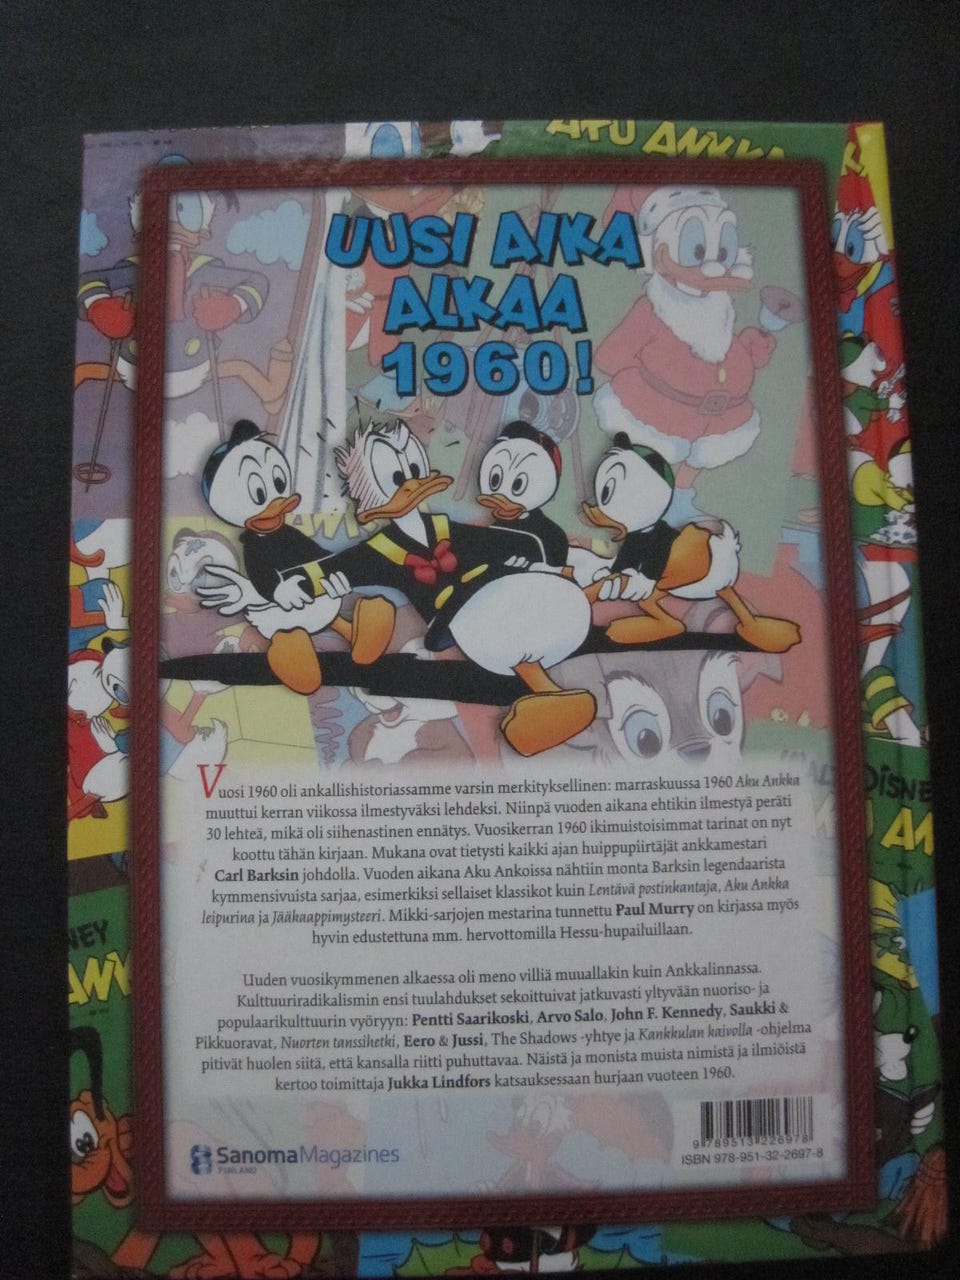 AKU ANKKA
UUSI AIKA
ALKAA
1960!
Vuosi 1960 oli ankallishistoriassamme varsin merkityksellinen: marraskuussa 1960 Aku Ankka
muuttui kerran viikossa ilmestyväksi lehdeksi. Niinpä vuoden aikana ehtikin ilmestyä peräti
30 lehteä, mikä oli siihenastinen ennätys. Vuosikerran 1960 ikimuistoisimmat tarinat on nyt
koottu tähän kirjaan. Mukana ovat tietysti kaikki ajan huippupiirtäjät ankkamestari
Carl Barksin johdolla. Vuoden aikana Aku Ankoissa nähtiin monta Barksin legendaarista
kymmensivuista sarjaa, esimerkiksi sellaiset klassikot kuin Lentävä postinkantaja, Aku Ankka
leipurina ja Jääkaappimysteeri. Mikki-sarjojen mestarina tunnettu Paul Murry on kirjassa myös
hyvin edustettuna mm. hervottomilla Hessu-hupailuillaan.
Uuden vuosikymmenen alkaessa oli meno villiä muuallakin kuin Ankkalinnassa.
Kulttuuriradikalismin ensi tuulahdukset sekoittuivat jatkuvasti yltyvään nuoriso- ja
populaarikulttuurin vyöryyn: Pentti Saarikoski, Arvo Salo, John F. Kennedy, Saukki &
Pikkuoravat, Nuorten tanssihetki, Eero & Jussi, The Shadows -yhtye ja Kankkulan kaivolla -ohjelma
pitivät huolen siitä, että kansalla riitti puhuttavaa. Näistä ja monista muista nimistä ja ilmiöistä
kertoo toimittaja Jukka Lindfors katsauksessaan hurjaan vuoteen 1960.
SanomaMagazines
FINLAND
9 789513 226978
ISBN 978-951-32-2697-8